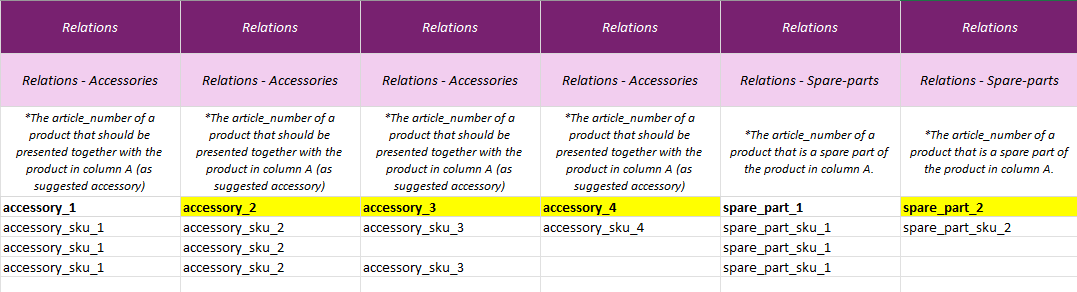 Relations Relations Relations Relations Relations Relations
Relations - Accessories Relations - Accessories Relations - Accessories Relations - Accessories Relations - Spare-parts Relations - Spare-parts
*The article_number of a
product that should be
presented together with the
product in column A (as
suggested accessory)
*The article_number of a
product that should be
presented together with the
product in column A (as
suggested accessory)
*The article_number of a
product that should be
presented together with the
product in column A (as
suggested accessory)
*The article_number of a
product that should be
presented together with the
product in column A (as
suggested accessory)
*The article_number of a
product that is a spare part of
the product in column A.
*The article_number of a
product that is a spare part of
the product in column A.
accessory_1 accessory_2 accessory_3 accessory_4 spare_part_1 spare_part_2
accessory_sku_1 accessory_sku_2 accessory_sku_3 accessory_sku_4 spare_part_sku_1 spare_part_sku_2
accessory_sku_1 accessory_sku_2 spare_part_sku_1
accessory_sku_1 accessory_sku_2 accessory_sku_3 spare_part_sku_1